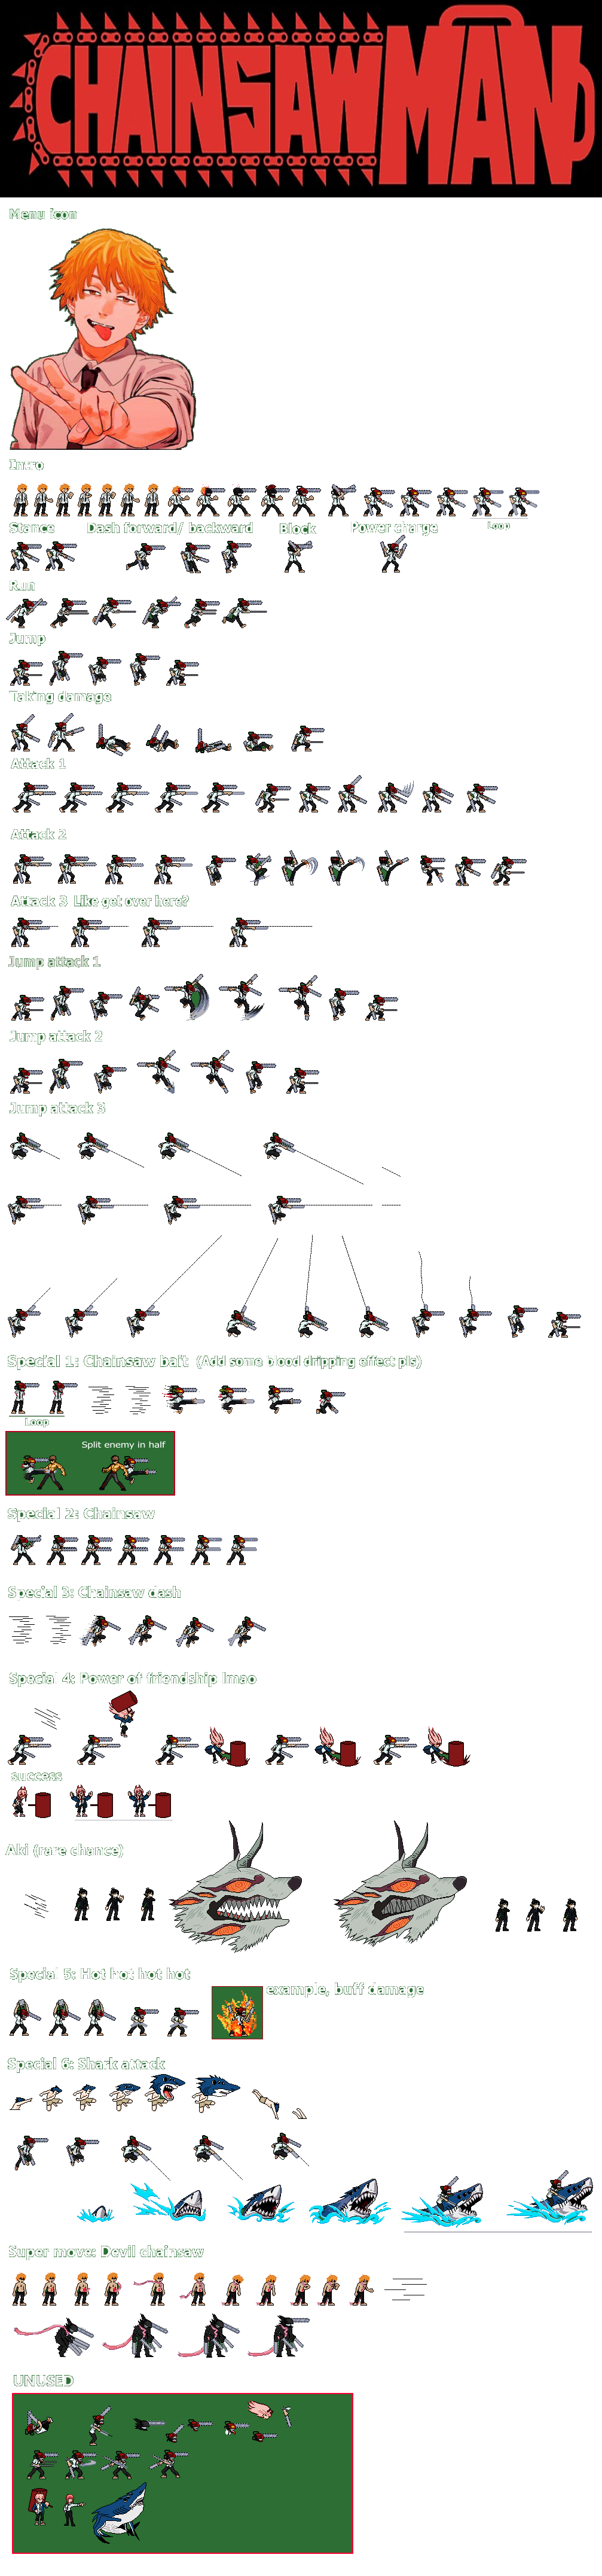 CHAINSAWMAN
Menu icon
Intro
Loop
Stance Dash forward/ backward Block Power charge
Run
Jump
Taking damage
Attack 1
Attack 2
Attack 3 Like get over here?
Jump attack 1
Jump attack 2
Jump attack 3
Special 1: Chainsaw bait (Add some blood dripping effect pls)
Loop
Split enemy in half
Special 2: Chainsaw
Special 3: Chainsaw dash
Special 4: Power of friendship lmao
success
Aki (rare chance)
Special 5: Hot hot hot hot
example, buff damage
Special 6: Shark attack
Super move: Devil chainsaw
UNUSED